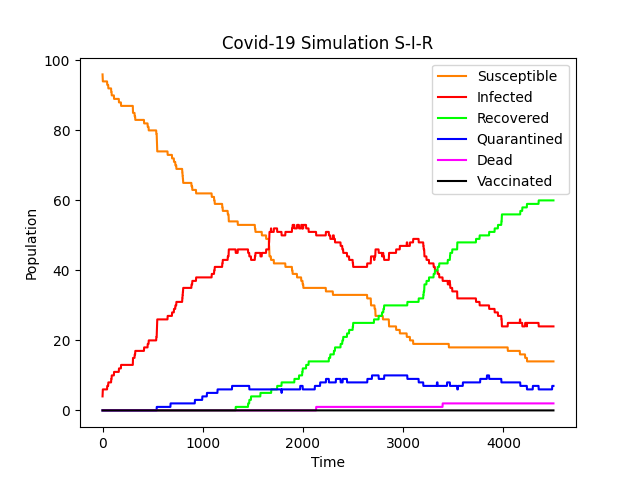 Covid-19 Simulation S-I-R
100
80
60
40
20
0
Population
Susceptible
Infected
Recovered
Quarantined
Dead
Vaccinated
0 1000 2000 3000 4000
Time